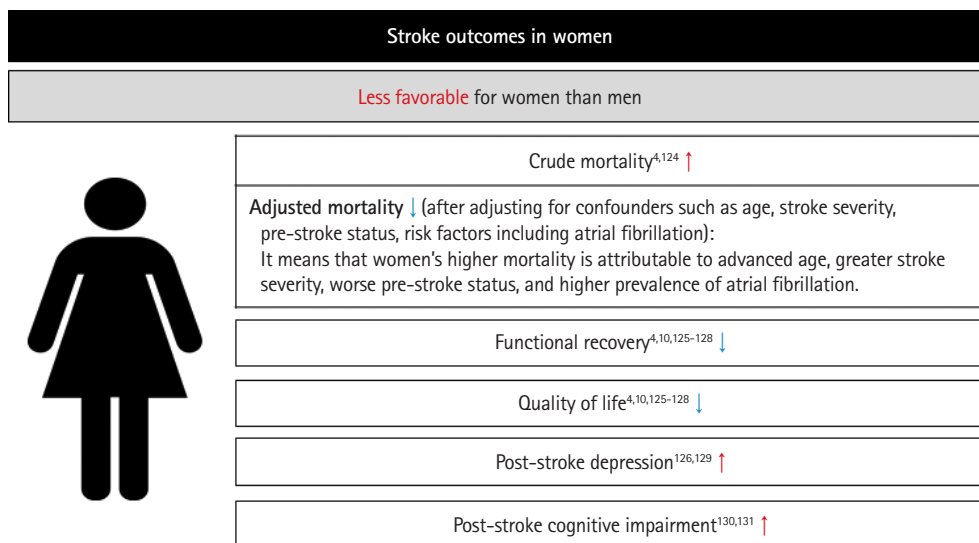 Stroke outcomes in women
Less favorable for women than men
Crude mortality4,124 ↑
Adjusted mortality ↓ (after adjusting for confounders such as age, stroke severity,
pre-stroke status, risk factors including atrial fibrillation):
It means that women's higher mortality is attributable to advanced age, greater stroke
severity, worse pre-stroke status, and higher prevalence of atrial fibrillation.
Functional recovery4,10,125-128 ↓
Quality of life4,10,125-128 ↓
Post-stroke depression126,129 ↑
Post-stroke cognitive impairment130,131 ↑